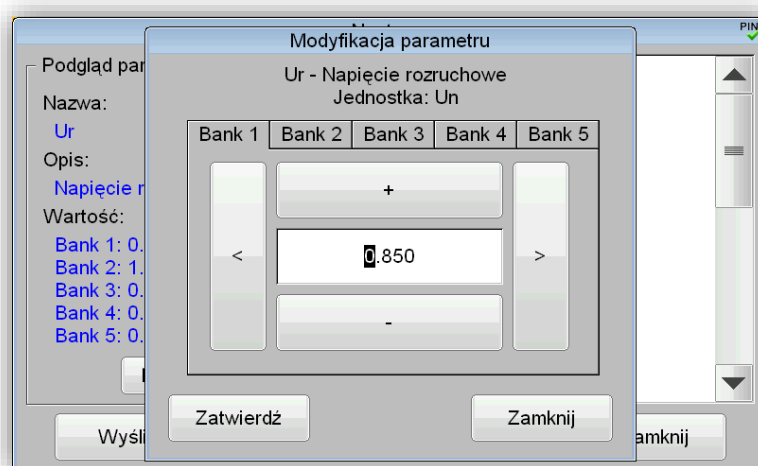 PIN
Modyfikacja parametru
Podgląd par
Ur - Napięcie rozruchowe
Jednostka: Un
Nazwa:
Ur
Opis:
Napięcie r
Wartość:
Bank 1: 0.
Bank 2: 1.
Bank 3: 0.
Bank 4: 0.
Bank 5: 0.
Bank 1 Bank 2 Bank 3 Bank 4 Bank 5
+
< 0.850 >
-
Zatwierdź Zamknij
Wyśli amknij